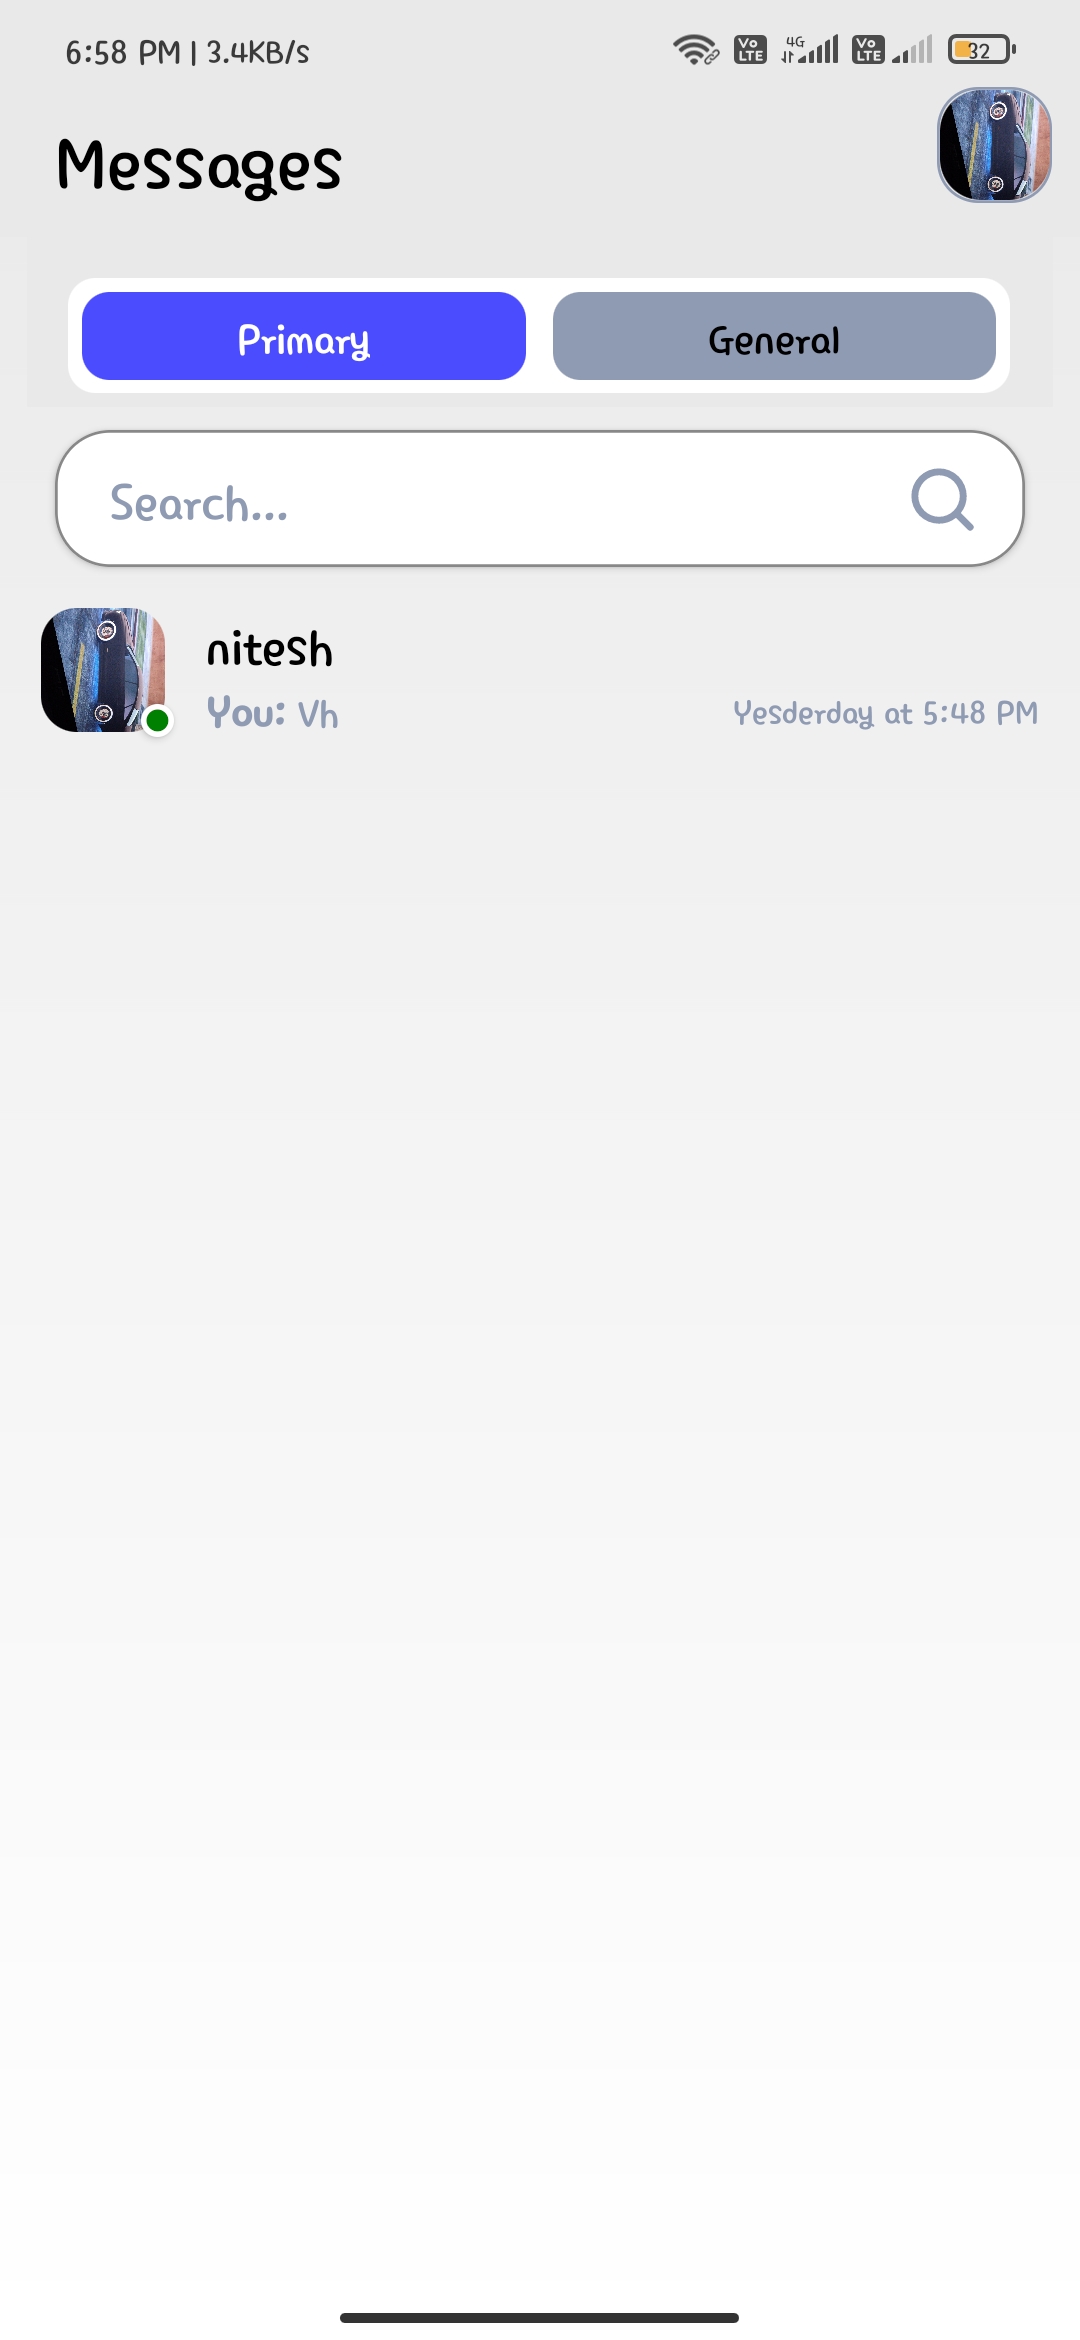 6:58 PM | 3.4KB/s Vo LTE 4G Vo LTE 32
Messages
Primary General
Search...
nitesh
You: Vh Yesderday at 5:48 PM